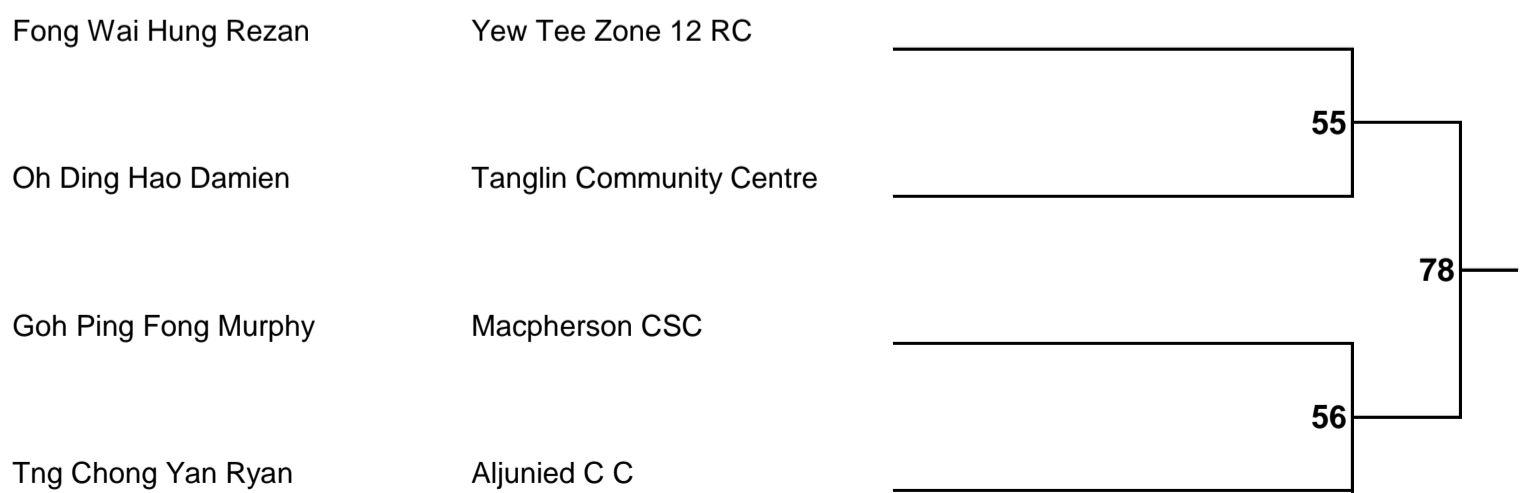 Fong Wai Hung Rezan Yew Tee Zone 12 RC
55
Oh Ding Hao Damien Tanglin Community Centre
78
Goh Ping Fong Murphy Macpherson CSC
56
Tng Chong Yan Ryan Aljunied C C